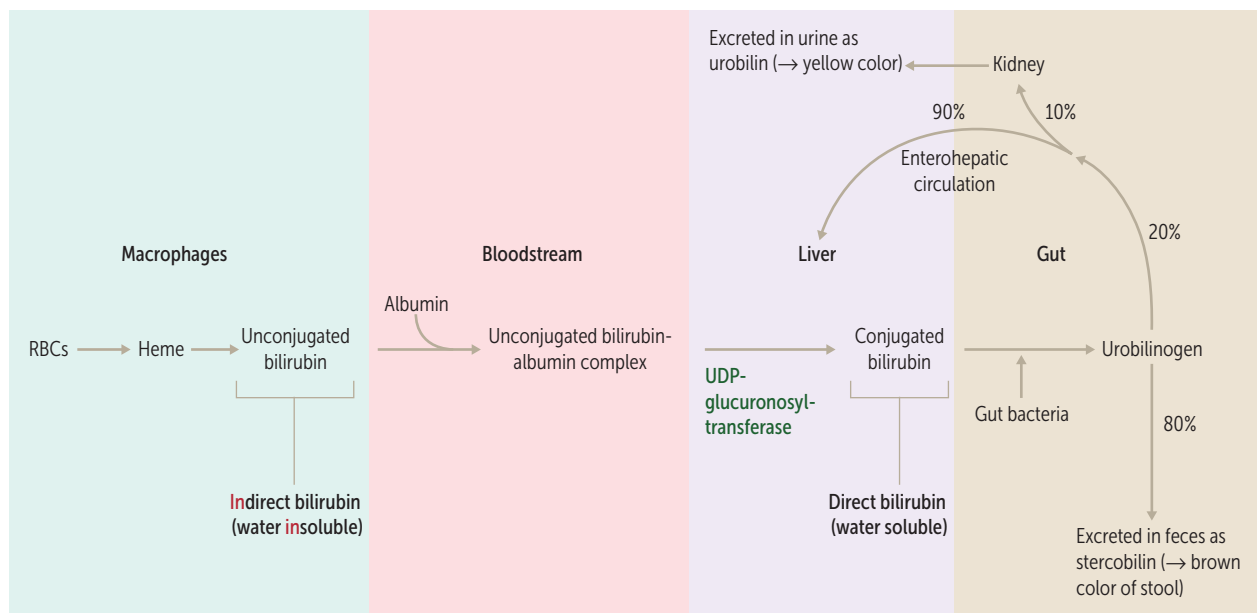 Excreted in urine as
urobilin (→ yellow color)
Kidney
90%
10%
Enterohepatic
circulation
20%
Macrophages
Bloodstream
Liver
Gut
Albumin
RBCs
Heme
Unconjugated
bilirubin
Unconjugated bilirubin-
albumin complex
UDP-
glucuronosyl-
transferase
Conjugated
bilirubin
Gut bacteria
Urobilinogen
80%
Indirect bilirubin
(water insoluble)
Direct bilirubin
(water soluble)
Excreted in feces as
stercobilin (→ brown
color of stool)